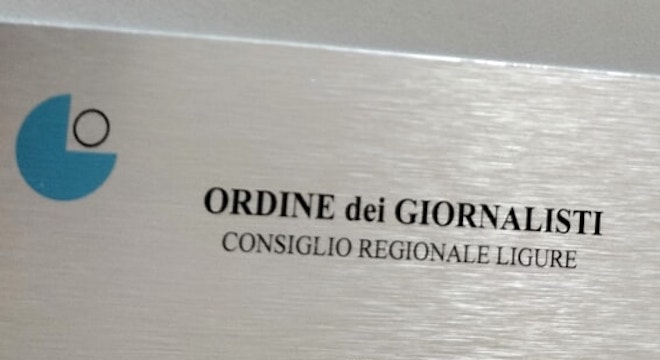 ORDINE dei GIORNALISTI
CONSIGLIO REGIONALE LIGURE